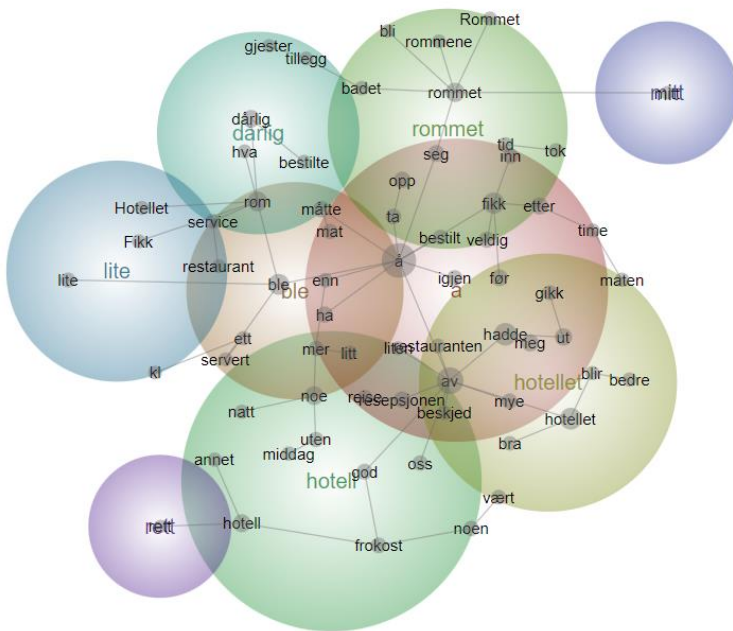 Rommet
bli
rommene
gjester
tillegg
badet
rommet
mitt
mitt
dårlig
dårlig
rommet
hva
bestilte
seg
tid
inn
tok
opp
Hotellet
rom
måtte
ta
fikk
etter
service
mat
bestilt
veldig
time
Fikk
restaurant
lite
lite
ble
ble
enn
å
å
igjen
før
maten
gikk
ha
hadde
meg
ut
ett
servert
mer
litt
liten
restauranten
kl
hotellet
blir
bedre
av
noe
reise
resepsjonen
mye
natt
beskjed
hotellet
uten
bra
middag
annet
hotell
god
oss
vært
rett
rett
hotell
noen
frokost